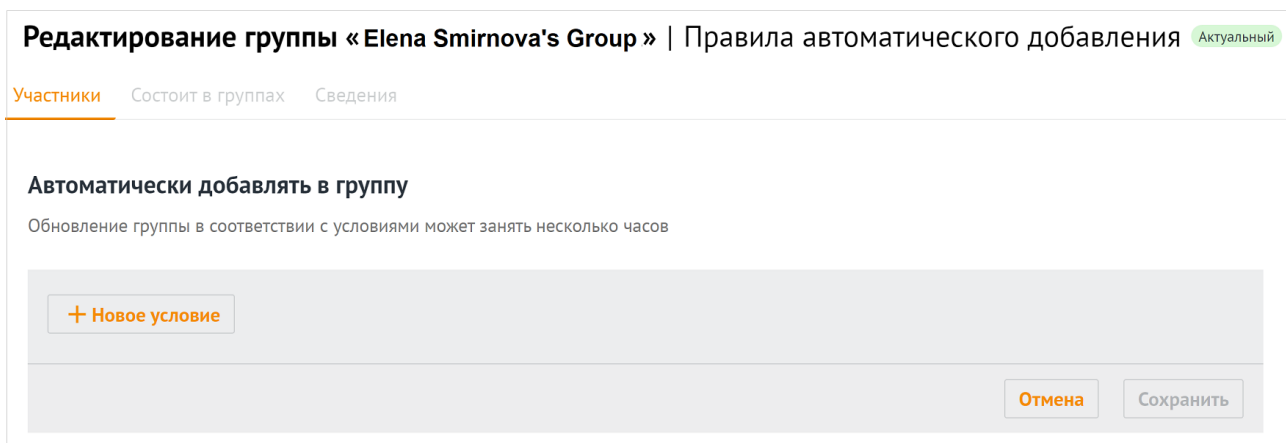 Редактирование группы «Elena Smirnova's Group» | Правила автоматического добавления Актуальный
Участники Состоит в группах Сведения
Автоматически добавлять в группу
Обновление группы в соответствии с условиями может занять несколько часов
+ Новое условие
Отмена Сохранить